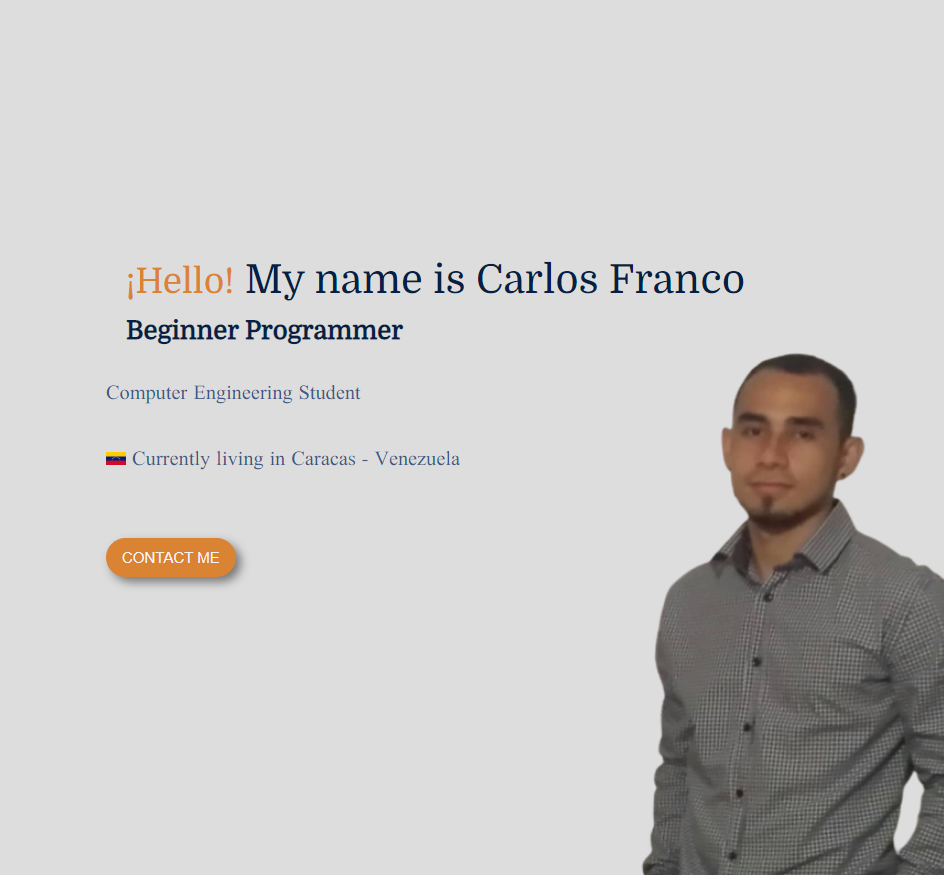 ¡Hello! My name is Carlos Franco
Beginner Programmer
Computer Engineering Student
Currently living in Caracas - Venezuela
CONTACT ME